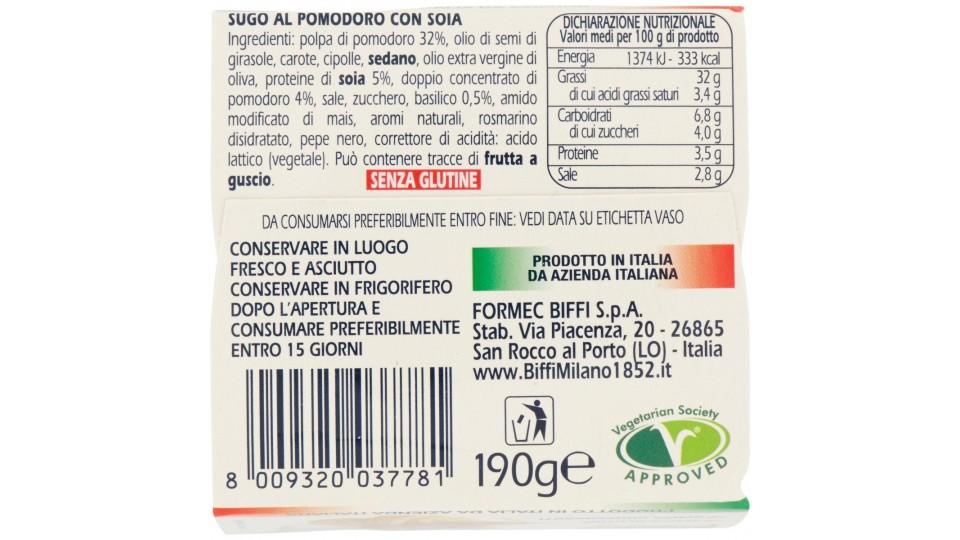 SUGO AL POMODORO CON SOIA
Ingredienti: polpa di pomodoro 32%, olio di semi di
girasole, carote, cipolle, sedano, olio extra vergine di
oliva, proteine di soia 5%, doppio concentrato di
pomodoro 4%, sale, zucchero, basilico 0,5%, amido
modificato di mais, aromi naturali, rosmarino
disidratato, pepe nero, correttore di acidità: acido
lattico (vegetale). Può contenere tracce di frutta a
guscio.
SENZA GLUTINE
DICHIARAZIONE NUTRIZIONALE
Valori medi per 100 g di prodotto
Energia 1374 kJ - 333 kcal
Grassi 32 g
di cui acidi grassi saturi 3,4 g
Carboidrati 6,8 g
di cui zuccheri 4,0 g
Proteine 3,5 g
Sale 2,8 g
DA CONSUMARSI PREFERIBILMENTE ENTRO FINE: VEDI DATA SU ETICHETTA VASO
CONSERVARE IN LUOGO
FRESCO E ASCIUTTO
CONSERVARE IN FRIGORIFERO
DOPO L'APERTURA E
CONSUMARE PREFERIBILMENTE
ENTRO 15 GIORNI
PRODOTTO IN ITALIA
DA AZIENDA ITALIANA
FORMEC BIFFI S.p.A.
Stab. Via Piacenza, 20 - 26865
San Rocco al Porto (LO) - Italia
www.BiffiMilano1852.it
8 009320 037781
190g e
Vegetarian Society
V
®
APPROVED
PRODOTTO IN ITALIA DA AZIENDA ITALIANA